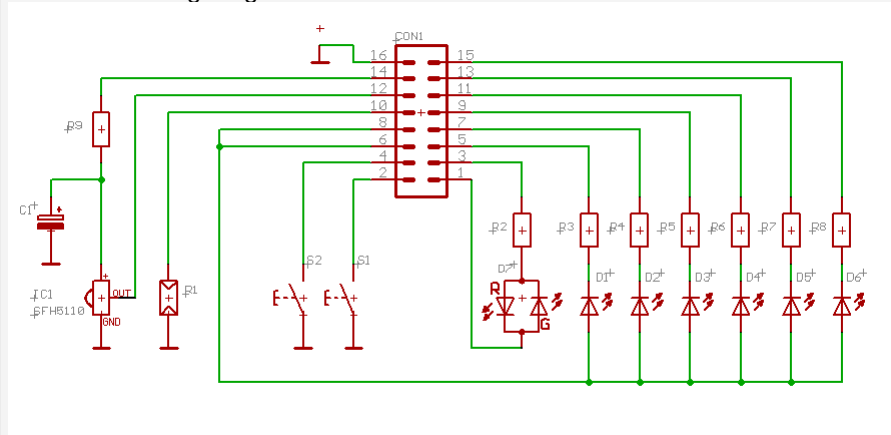 +
CON1
16 15
14 13
12 11
10 9
8 7
6 5
4 3
2 1
R9
C1
+
R2 R3 R4 R5 R6 R7 R8
S2 S1
D7 D1 D2 D3 D4 D5 D6
+
IC1 OUT R1
R
SFH5110
GND
G